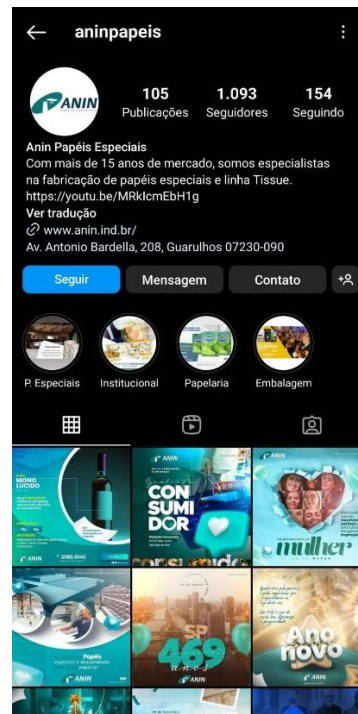 aninpapeis
ANIN
105
1.093
154
Publicações
Seguidores
Seguindo
Anin Papéis Especiais
Com mais de 15 anos de mercado, somos especialistas
na fabricação de papéis especiais e linha Tissue.
https://youtu.be/MRkIcmEbH1g
Ver tradução
www.anin.ind.br/
Av. Antonio Bardella, 208, Guarulhos 07230-090
Seguir
Mensagem
Contato
P. Especiais
Institucional
Papelaria
Embalagem
MONO
LÚCIDO
2085-5140
ANIN
ANIN
CON
SUMI
DOR
consumido
ANIN
mulher
Papéis
ANIN
SP
469
anos
ANIN
Ano
novo
ANIN